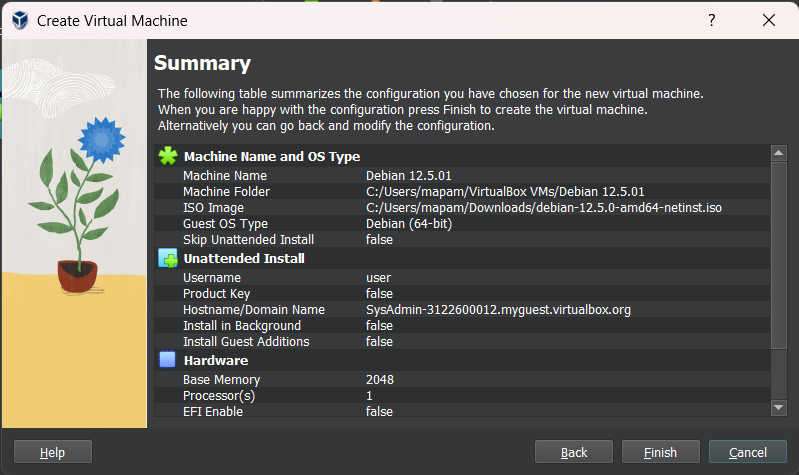 Create Virtual Machine
?
Summary
The following table summarizes the configuration you have chosen for the new virtual machine.
When you are happy with the configuration press Finish to create the virtual machine.
Alternatively you can go back and modify the configuration.
Machine Name and OS Type
Machine Name Debian 12.5.01
Machine Folder C:/Users/mapam/VirtualBox VMs/Debian 12.5.01
ISO Image C:/Users/mapam/Downloads/debian-12.5.0-amd64-netinst.iso
Guest OS Type Debian (64-bit)
Skip Unattended Install false
Unattended Install
Username user
Product Key false
Hostname/Domain Name SysAdmin-3122600012.myguest.virtualbox.org
Install in Background false
Install Guest Additions false
Hardware
Base Memory 2048
Processor(s) 1
EFI Enable false
Help Back Finish Cancel